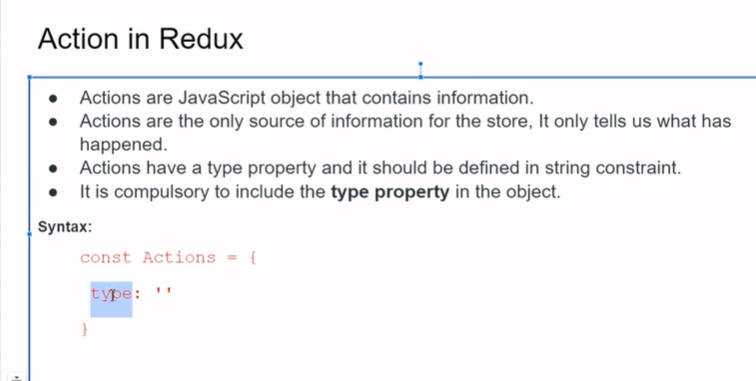 Action in Redux
● Actions are JavaScript object that contains information.
● Actions are the only source of information for the store, It only tells us what has
happened.
● Actions have a type property and it should be defined in string constraint.
● It is compulsory to include the type property in the object.
Syntax:
const Actions = {
type: ''
}